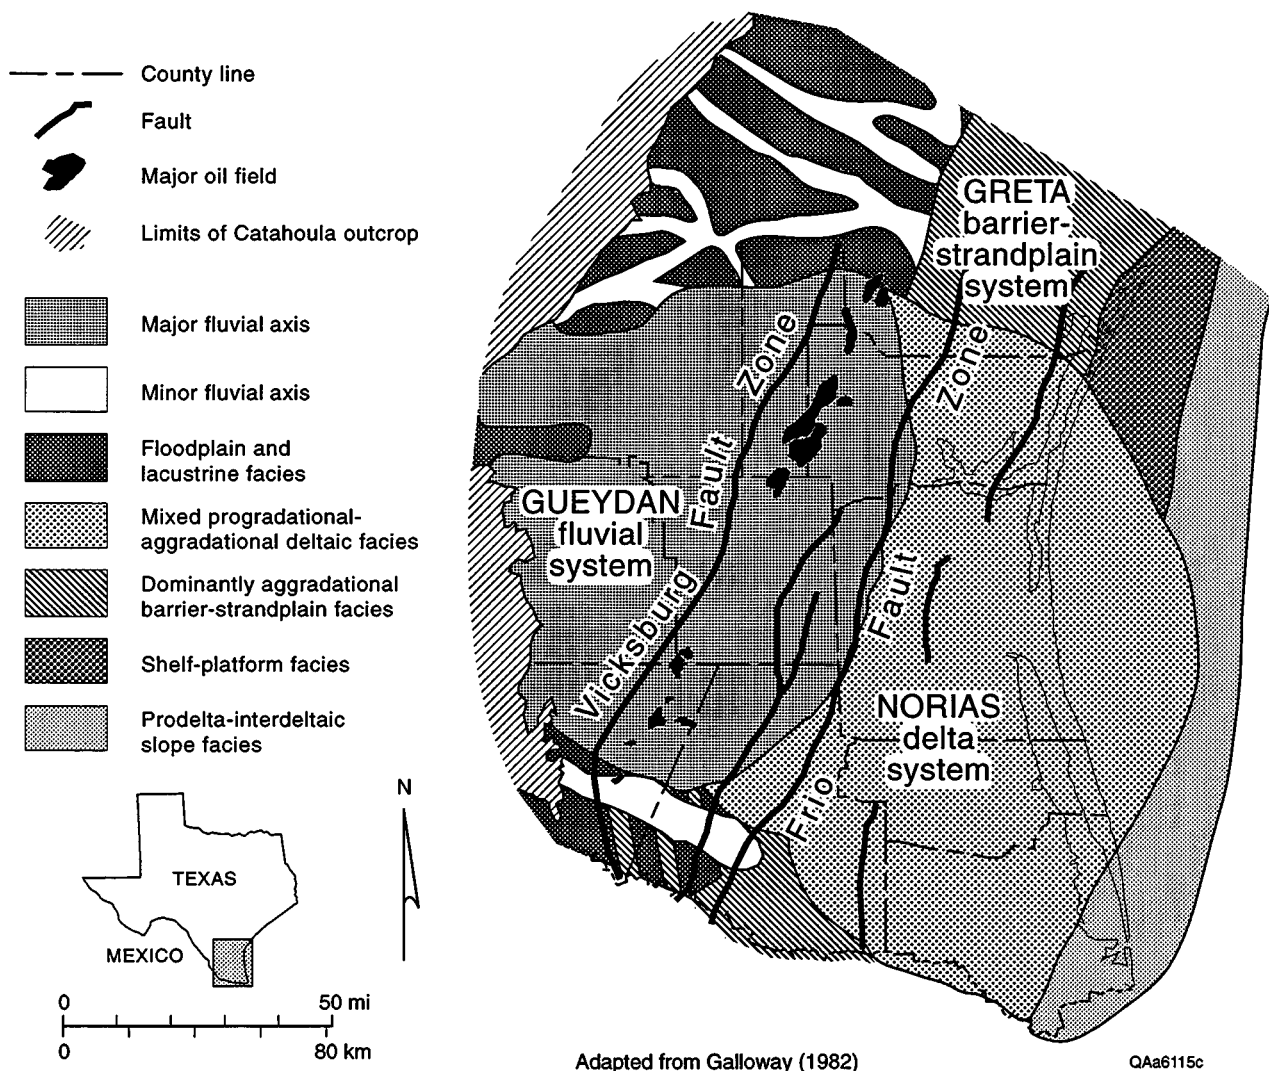 County line
Fault
Major oil field
Limits of Catahoula outcrop
Major fluvial axis
Minor fluvial axis
Floodplain and
lacustrine facies
Mixed progradational-
aggradational deltaic facies
Dominantly aggradational
barrier-strandplain facies
Shelf-platform facies
Prodelta-interdeltaic
slope facies
GRETA
barrier-
strandplain
system
Vicksburg Fault Zone
Frio Fault Zone
GUEYDAN
fluvial
system
NORIAS
delta
system
N
TEXAS
MEXICO
0 50 mi
0 80 km
Adapted from Galloway (1982)
QAa6115c